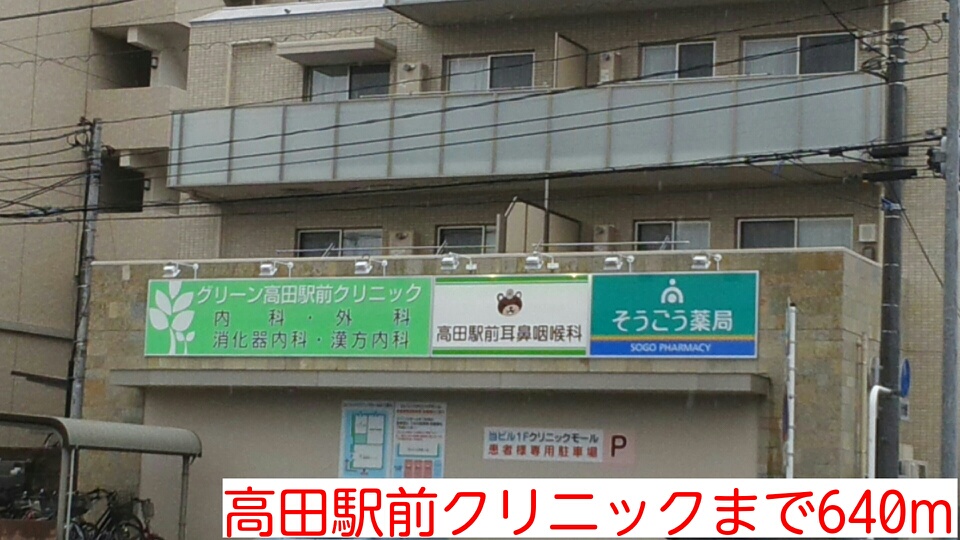 グリーン高田駅前クリニック
内科・外科
消化器内科・漢方内科
高田駅前耳鼻咽喉科
そうごう薬局
SOGO PHARMACY
当ビル1Fクリニックモール
患者様専用駐車場
P
高田駅前クリニックまで640m